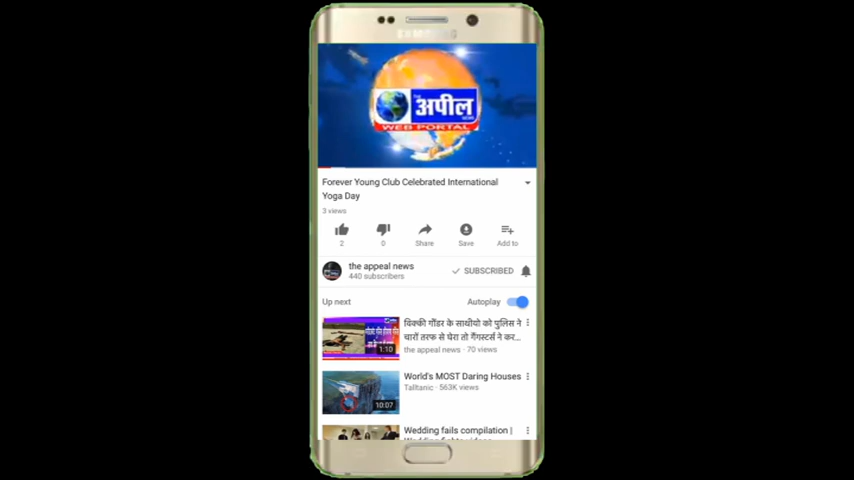 SAMSUNG
अपील
WEB PORTAL
Forever Young Club Celebrated International
Yoga Day
3 views
2
0
Share
Save
Add to
the appeal news
440 subscribers
SUBSCRIBED
Up next
Autoplay
विक्की गौंडर के साथीयो को पुलिस ने
चारों तरफ से घेरा तो गैंगस्टर्स ने कर...
the appeal news · 70 views
1:10
World's MOST Daring Houses
Talltanic · 563K views
10:07
Wedding fails compilation |